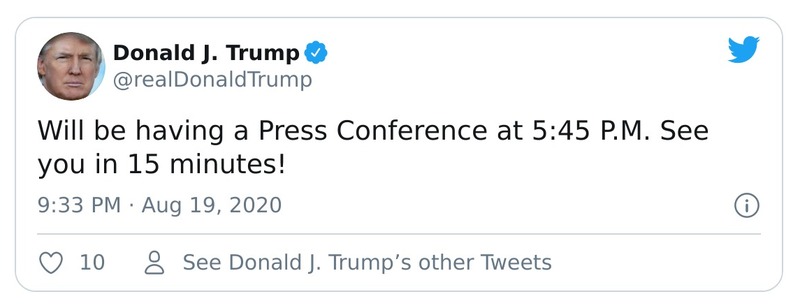 Donald J. Trump
@realDonaldTrump
Will be having a Press Conference at 5:45 P.M. See
you in 15 minutes!
9:33 PM · Aug 19, 2020
10 See Donald J. Trump’s other Tweets